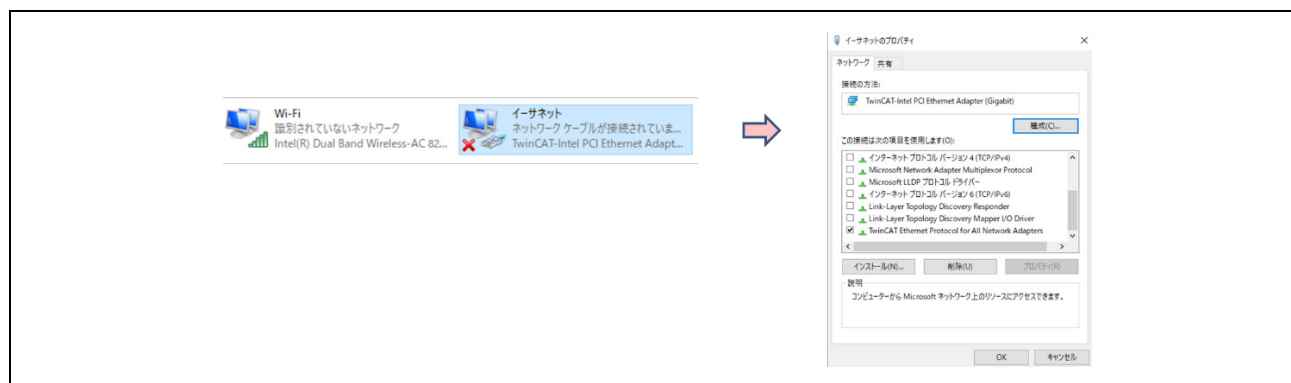 Wi-Fi
識別されていないネットワーク
Intel(R) Dual Band Wireless-AC 82...
イーサネット
ネットワーク ケーブルが接続されていま...
TwinCAT-Intel PCI Ethernet Adapt...
イーサネットのプロパティ
ネットワーク 共有
接続の方法:
TwinCAT-Intel PCI Ethernet Adapter (Gigabit)
構成(C)...
この接続は次の項目を使用します(O):
インターネット プロトコル バージョン 4 (TCP/IPv4)
Microsoft Network Adapter Multiplexor Protocol
Microsoft LLDP プロトコル ドライバー
インターネット プロトコル バージョン 6 (TCP/IPv6)
Link-Layer Topology Discovery Responder
Link-Layer Topology Discovery Mapper I/O Driver
TwinCAT Ethernet Protocol for All Network Adapters
インストール(N)... 削除(U) プロパティ(R)
説明
コンピューターから Microsoft ネットワーク上のリソースにアクセスできます。
OK キャンセル